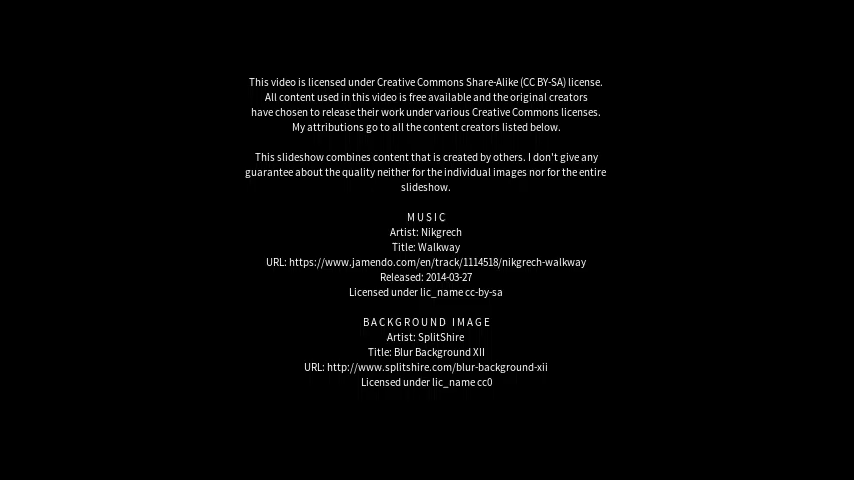 This video is licensed under Creative Commons Share-Alike (CC BY-SA) license.
All content used in this video is free available and the original creators
have chosen to release their work under various Creative Commons licenses.
My attributions go to all the content creators listed below.
This slideshow combines content that is created by others. I don't give any
guarantee about the quality neither for the individual images nor for the entire
slideshow.
MUSIC
Artist: Nikgrech
Title: Walkway
URL: https://www.jamendo.com/en/track/1114518/nikgrech-walkway
Released: 2014-03-27
Licensed under lic_name cc-by-sa
BACKGROUND IMAGE
Artist: SplitShire
Title: Blur Background XII
URL: http://www.splitshire.com/blur-background-xii
Licensed under lic_name cc0